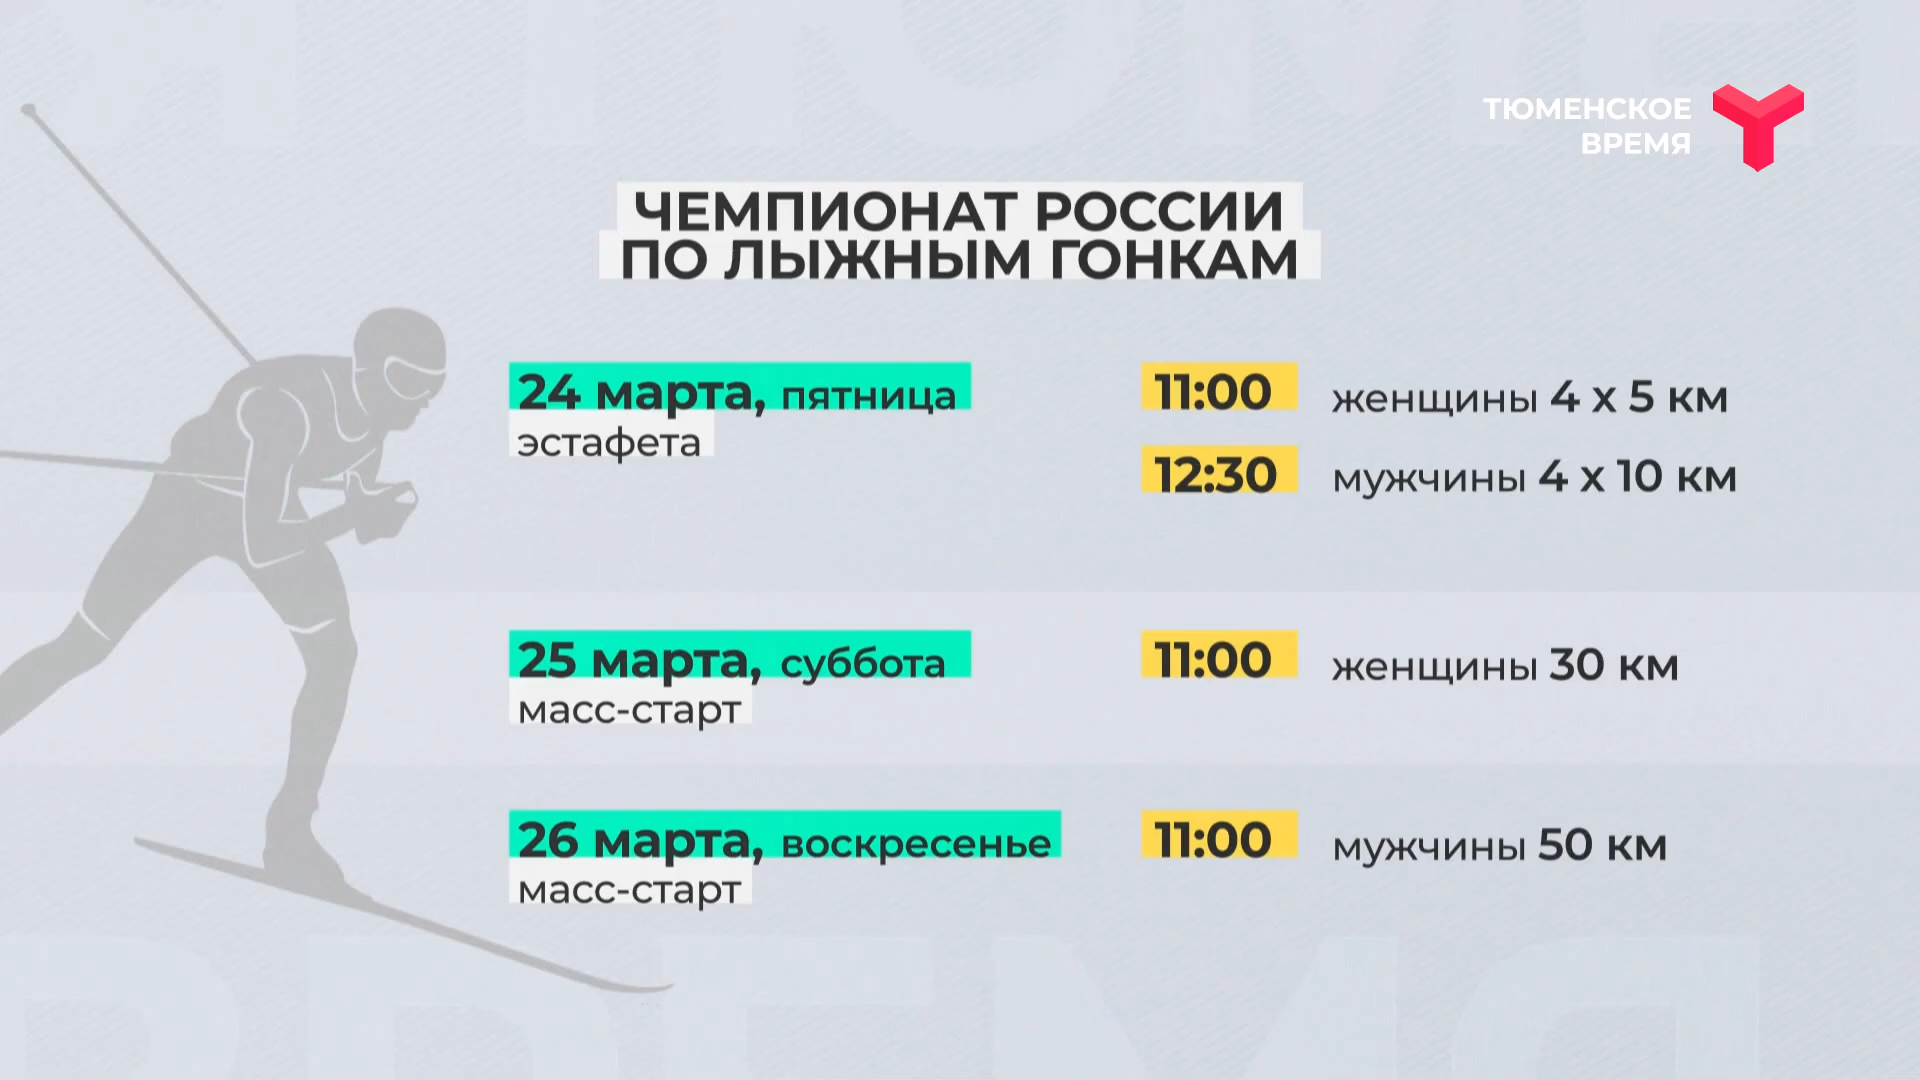 ТЮМЕНСКОЕ
ВРЕМЯ
ЧЕМПИОНАТ РОССИИ
ПО ЛЫЖНЫМ ГОНКАМ
24 марта, пятница
эстафета
11:00 женщины 4 х 5 км
12:30 мужчины 4 х 10 км
25 марта, суббота
масс-старт
11:00 женщины 30 км
26 марта, воскресенье
масс-старт
11:00 мужчины 50 км